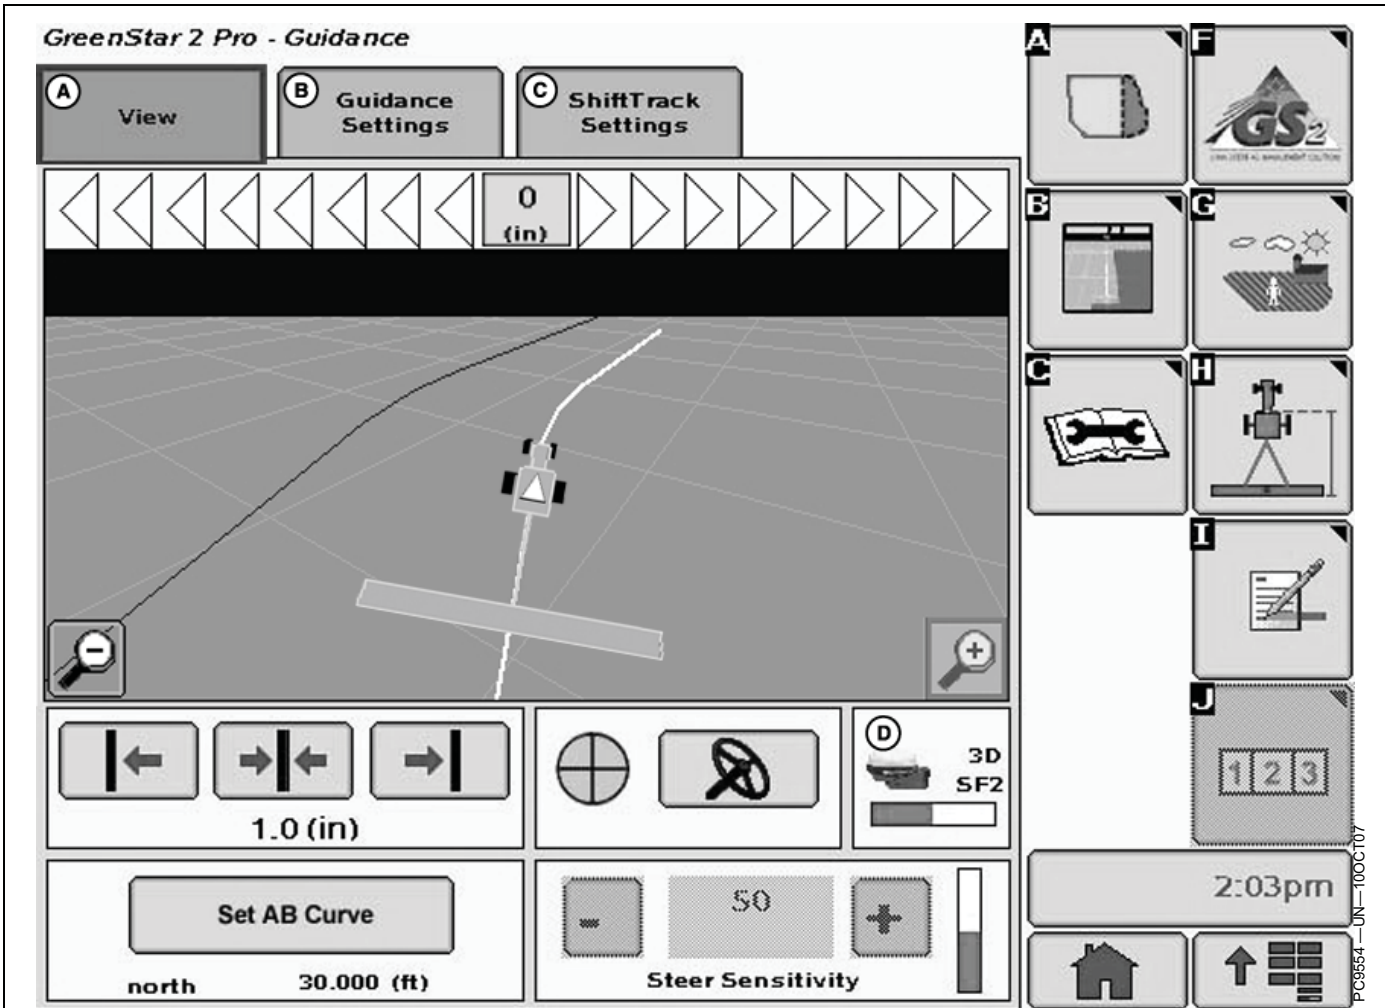 GreenStar 2 Pro - Guidance
A
View
B
Guidance
Settings
C
ShiftTrack
Settings
0
(in)
1.0 (in)
D
3D
SF2
Set AB Curve
north
30.000 (ft)
50
Steer Sensitivity
A
F
GS2
B
G
C
H
I
J
1 2 3
2:03pm
PC9554 —UN—10OCT07